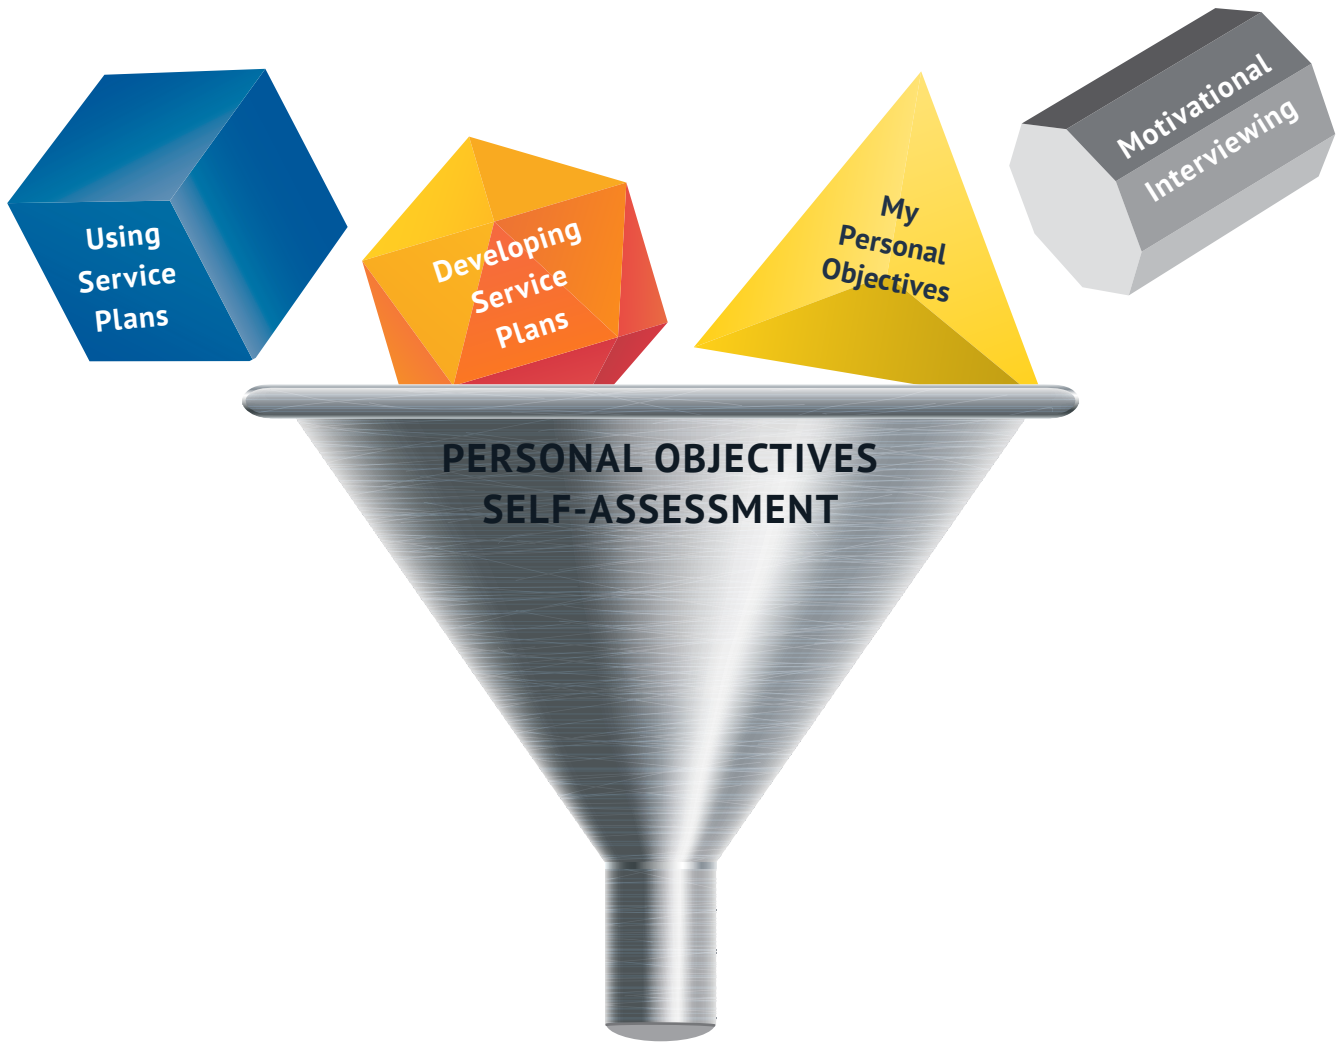 Using
Service
Plans
Developing
Service
Plans
My
Personal
Objectives
Motivational
Interviewing
PERSONAL OBJECTIVES
SELF-ASSESSMENT